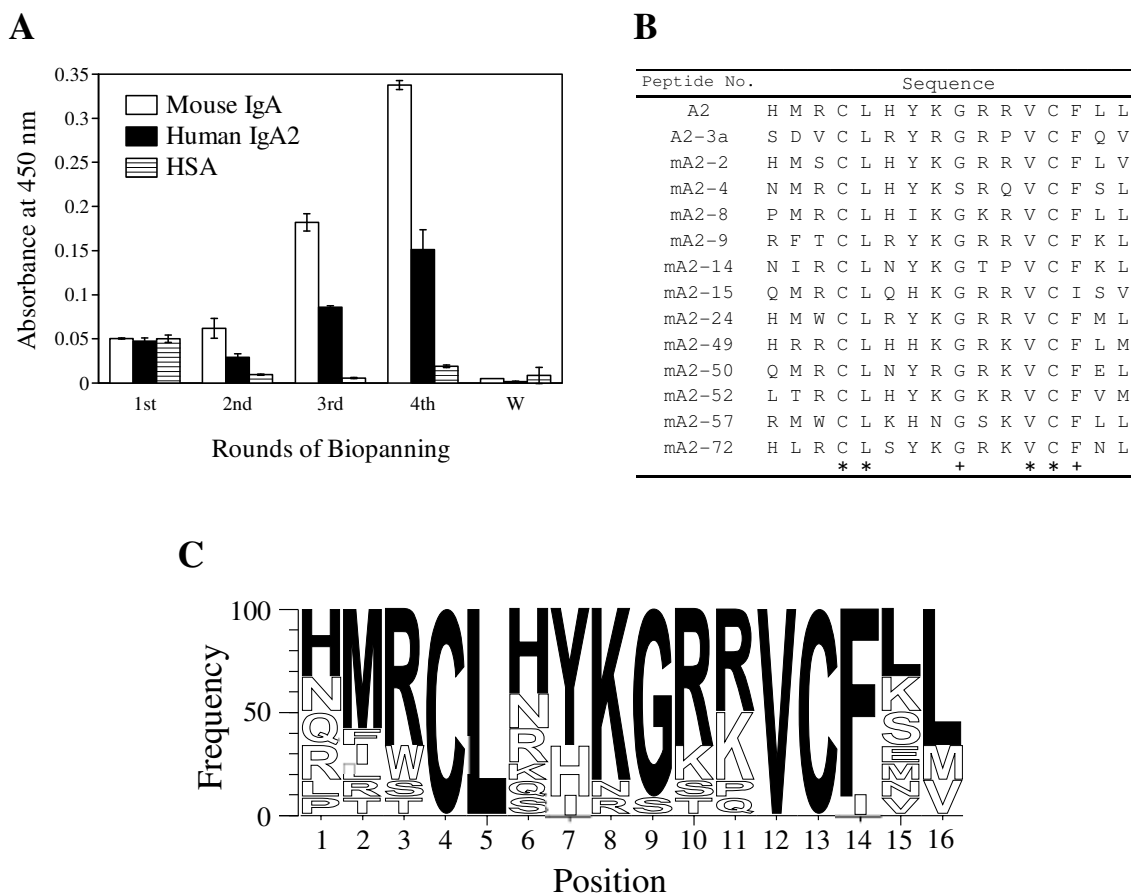 A
Absorbance at 450 nm
0.35
0.3
0.25
0.2
0.15
0.1
0.05
0
Mouse IgA
Human IgA2
HSA
1st 2nd 3rd 4th W
Rounds of Biopanning
B
Peptide No. Sequence
A2 H M R C L H Y K G R R V C F L L
A2-3a S D V C L R Y R G R P V C F Q V
mA2-2 H M S C L H Y K G R R V C F L V
mA2-4 N M R C L H Y K S R Q V C F S L
mA2-8 P M R C L H I K G K R V C F L L
mA2-9 R F T C L R Y K G R R V C F K L
mA2-14 N I R C L N Y K G T P V C F K L
mA2-15 Q M R C L Q H K G R R V C I S V
mA2-24 H M W C L R Y K G R R V C F M L
mA2-49 H R R C L H H K G R K V C F L M
mA2-50 Q M R C L N Y R G R K V C F E L
mA2-52 L T R C L H Y K G K R V C F V M
mA2-57 R M W C L K H N G S K V C F L L
mA2-72 H L R C L S Y K G R K V C F N L
* * + * * +
C
Frequency
100
50
0
H M R C L H Y K G R R V C F L L
N Q R L P
F I L R T
W S T
N R K Q S
H I
N R
S
K S T
K P Q
I
K S E M N V
M V
1 2 3 4 5 6 7 8 9 10 11 12 13 14 15 16
Position